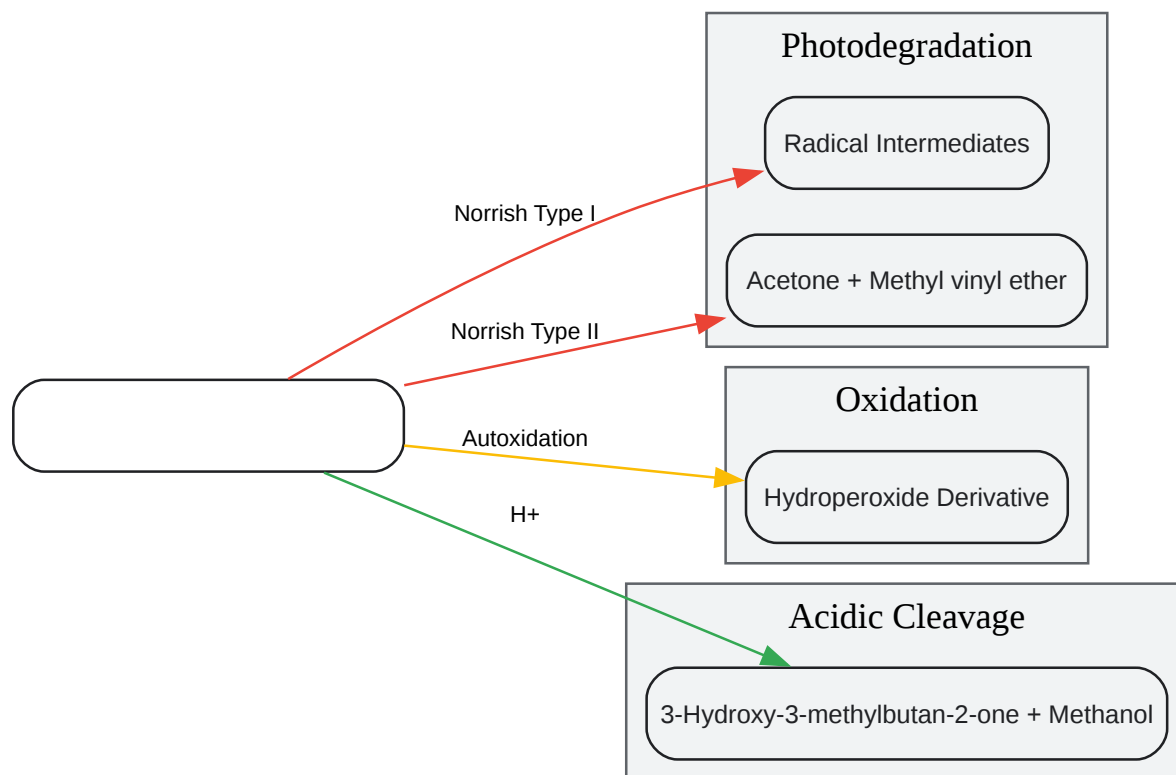 Photodegradation
Radical Intermediates
Norrish Type I
Acetone + Methyl vinyl ether
Norrish Type II
Oxidation
Autoxidation
Hydroperoxide Derivative
H+
Acidic Cleavage
3-Hydroxy-3-methylbutan-2-one + Methanol